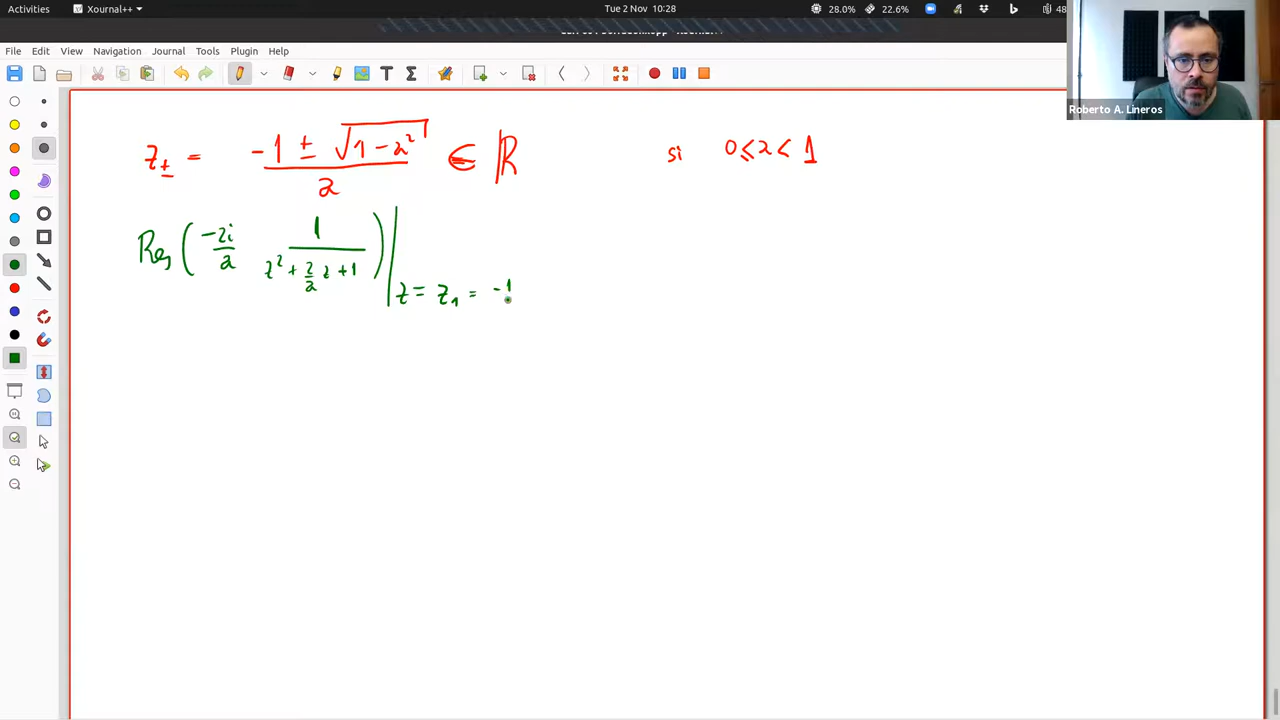 Activities
Xournal++
Tue 2 Nov 10:28
28.0%
22.6%
48
File Edit View Navigation Journal Tools Plugin Help
Roberto A. Lineros
z± = (-1 ± √(1-a²))/a ∈ ℝ si 0≤a<1
Res(-2i/a 1/(z² + 2/a z + 1))|z = z₁ = -1